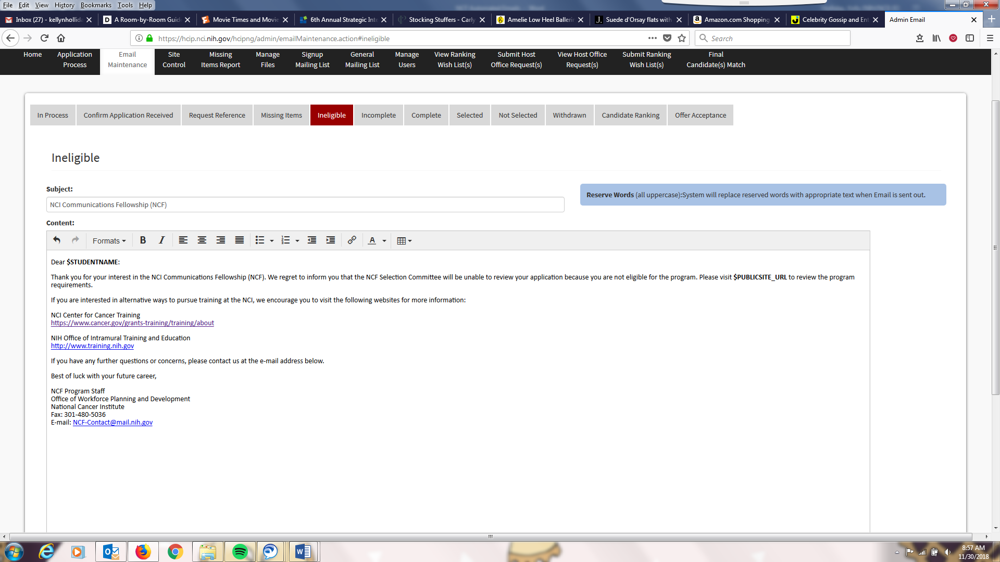 File Edit View History Bookmarks Tools Help
Inbox (27) - kellynhollida
A Room-by-Room Guid
Movie Times and Movie
6th Annual Strategic Inte
Stocking Stuffers - Carly
Amelie Low Heel Ballerin
Suede d'Orsay flats with
Amazon.com Shopping
Celebrity Gossip and Ent
Admin Email
https://hcip.nci.nih.gov/hcipng/admin/emailMaintenance.action#ineligible
Search
Home
Application Process
Email Maintenance
Site Control
Missing Items Report
Manage Files
Signup Mailing List
General Mailing List
Manage Users
View Ranking Wish List(s)
Submit Host Office Request(s)
View Host Office Request(s)
Submit Ranking Wish List(s)
Final Candidate(s) Match
In Process
Confirm Application Received
Request Reference
Missing Items
Ineligible
Incomplete
Complete
Selected
Not Selected
Withdrawn
Candidate Ranking
Offer Acceptance
Ineligible
Subject:
NCI Communications Fellowship (NCF)
Reserve Words (all uppercase):System will replace reserved words with appropriate text when Email is sent out.
Content:
Formats B I A
Dear $STUDENTNAME:
Thank you for your interest in the NCI Communications Fellowship (NCF). We regret to inform you that the NCF Selection Committee will be unable to review your application because you are not eligible for the program. Please visit $PUBLICSITE_URL to review the program
requirements.
If you are interested in alternative ways to pursue training at the NCI, we encourage you to visit the following websites for more information:
NCI Center for Cancer Training
https://www.cancer.gov/grants-training/training/about
NIH Office of Intramural Training and Education
http://www.training.nih.gov
If you have any further questions or concerns, please contact us at the e-mail address below.
Best of luck with your future career,
NCF Program Staff
Office of Workforce Planning and Development
National Cancer Institute
Fax: 301-480-5036
E-mail: NCF-Contact@mail.nih.gov
8:57 AM
11/30/2018